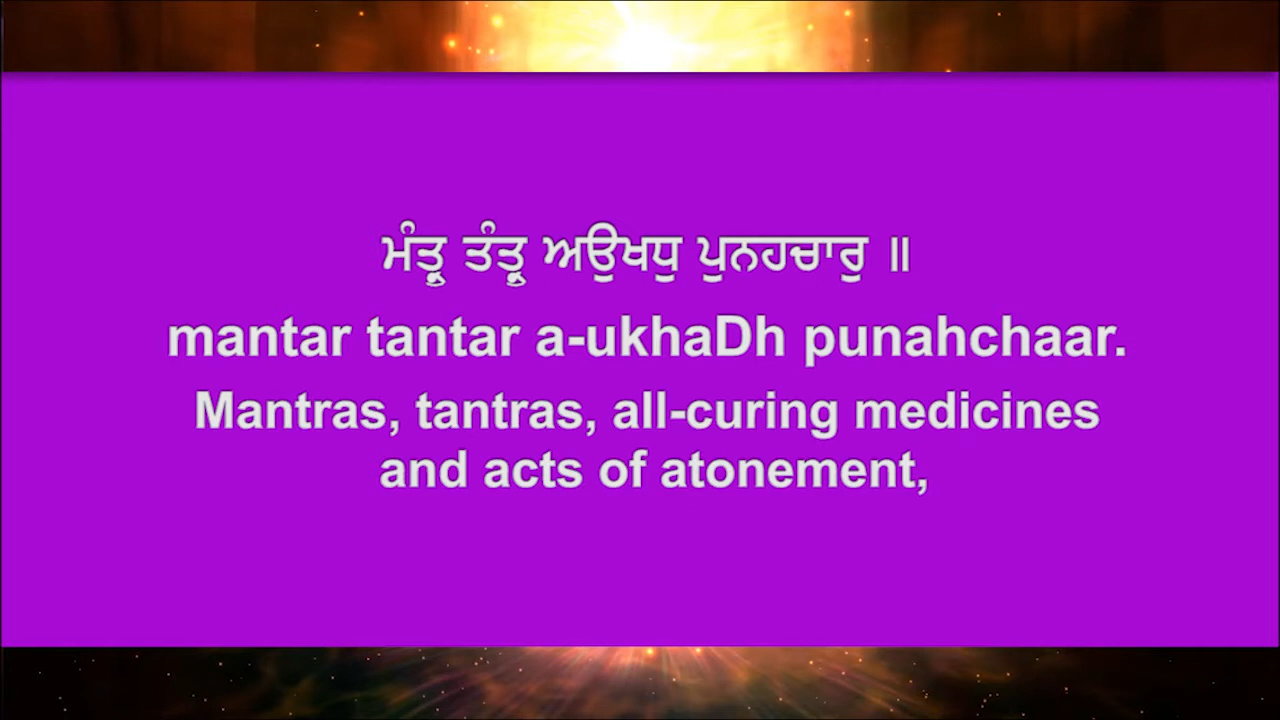 ਮੰਤ੍ਰੁ ਤੰਤ੍ਰੁ ਅਉਖਧੁ ਪੁਨਹਚਾਰੁ ॥
mantar tantar a-ukhaDh punahchaar.
Mantras, tantras, all-curing medicines
and acts of atonement,